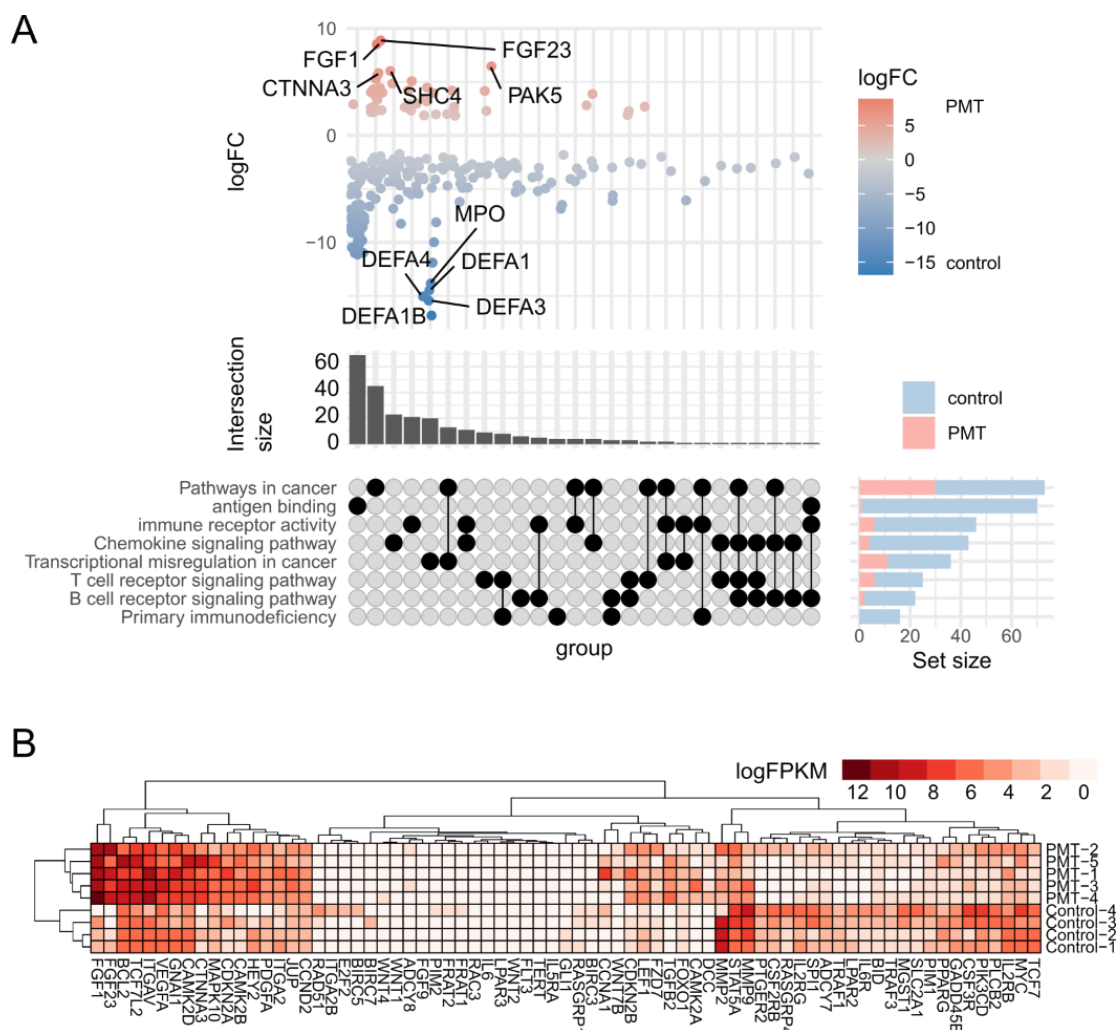 A
10
0
−10
logFC
FGF1
FGF23
CTNNA3
SHC4
PAK5
MPO
DEFA4
DEFA1
DEFA3
DEFA1B
logFC
5 PMT
0
−5
−10
−15 control
Intersection
size
60
40
20
0
control
PMT
Pathways in cancer
antigen binding
immune receptor activity
Chemokine signaling pathway
Transcriptional misregulation in cancer
T cell receptor signaling pathway
B cell receptor signaling pathway
Primary immunodeficiency
group
0 20 40 60
Set size
B
logFPKM
12 10 8 6 4 2 0
PMT-2
PMT-5
PMT-1
PMT-3
PMT-4
Control-4
FGF1
FGF23
BCL2
TCF7L2
ITGAV
VEGFA
GNAI1
CAMK2D
CTNNA3
MAPK10
CDKN2A
CAMK2B
HEY2
PDGFA
ITGA2
JUP
CCND2
RAD51
ITGA2B
E2F2
BIRC5
BIRC7
WNT4
WNT11
ADCY8
FGF9
PIM2
FRAT2
FRAT1
RAC3
IL6
LPAR3
WNT2
FLT3
TERT
IL5RA
GLI1
BIRC3
CCNA1
WNT7B
CDKN2B
LEF1
FZD7
TGFB2
FOXO1
CAMK2A
DCC
MMP2
STAT5A
MMP9
PTGER2
CSF2RB
IL2RG
SPI1
ADCY7
TRAF1
LPAR2
IL6R
BID
TRAF3
MGST1
SLC2A1
PIM1
PPARG
GADD45B
CSF3R
PIK3CD
PLCB2
IL2RB
MYC
TCF7